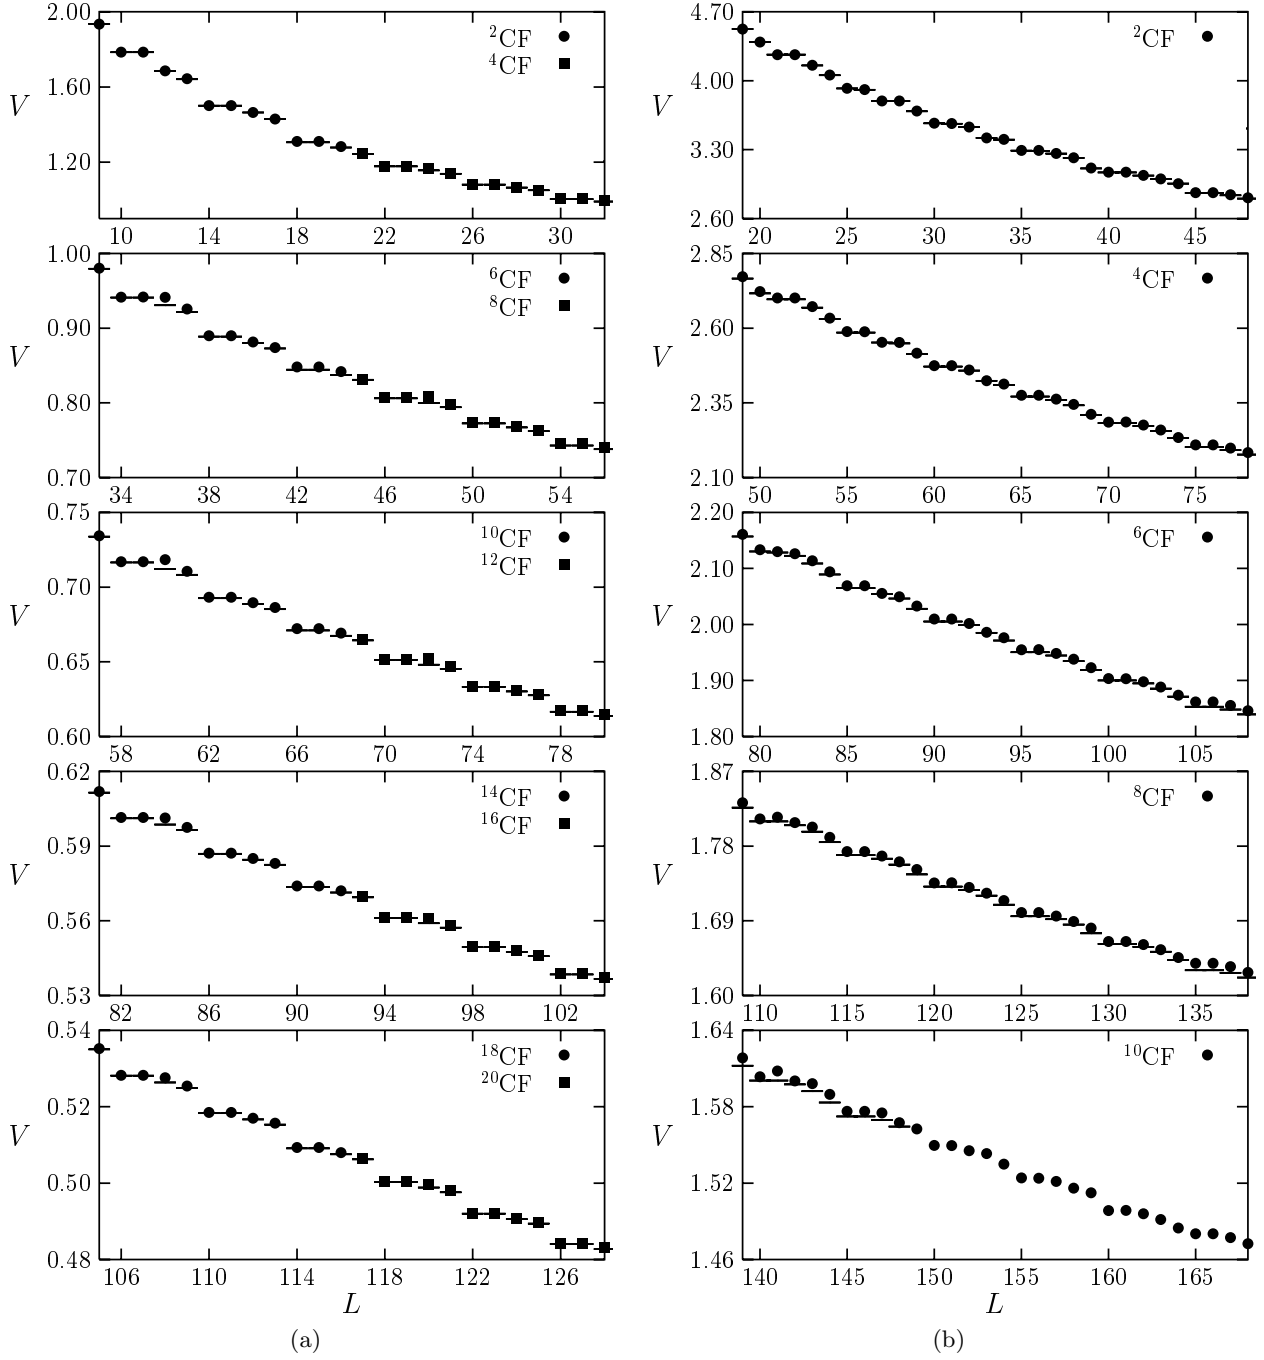 2.00
1.60
1.20
V
²CF
⁴CF
10 14 18 22 26 30
1.00
0.90
0.80
0.70
V
⁶CF
⁸CF
34 38 42 46 50 54
0.75
0.70
0.65
0.60
V
¹⁰CF
¹²CF
58 62 66 70 74 78
0.62
0.59
0.56
0.53
V
¹⁴CF
¹⁶CF
82 86 90 94 98 102
0.54
0.52
0.50
0.48
V
¹⁸CF
²⁰CF
106 110 114 118 122 126
L
(a)
4.70
4.00
3.30
2.60
V
²CF
20 25 30 35 40 45
2.85
2.60
2.35
2.10
V
⁴CF
50 55 60 65 70 75
2.20
2.10
2.00
1.90
1.80
V
⁶CF
80 85 90 95 100 105
1.87
1.78
1.69
1.60
V
⁸CF
110 115 120 125 130 135
1.64
1.58
1.52
1.46
V
¹⁰CF
140 145 150 155 160 165
L
(b)